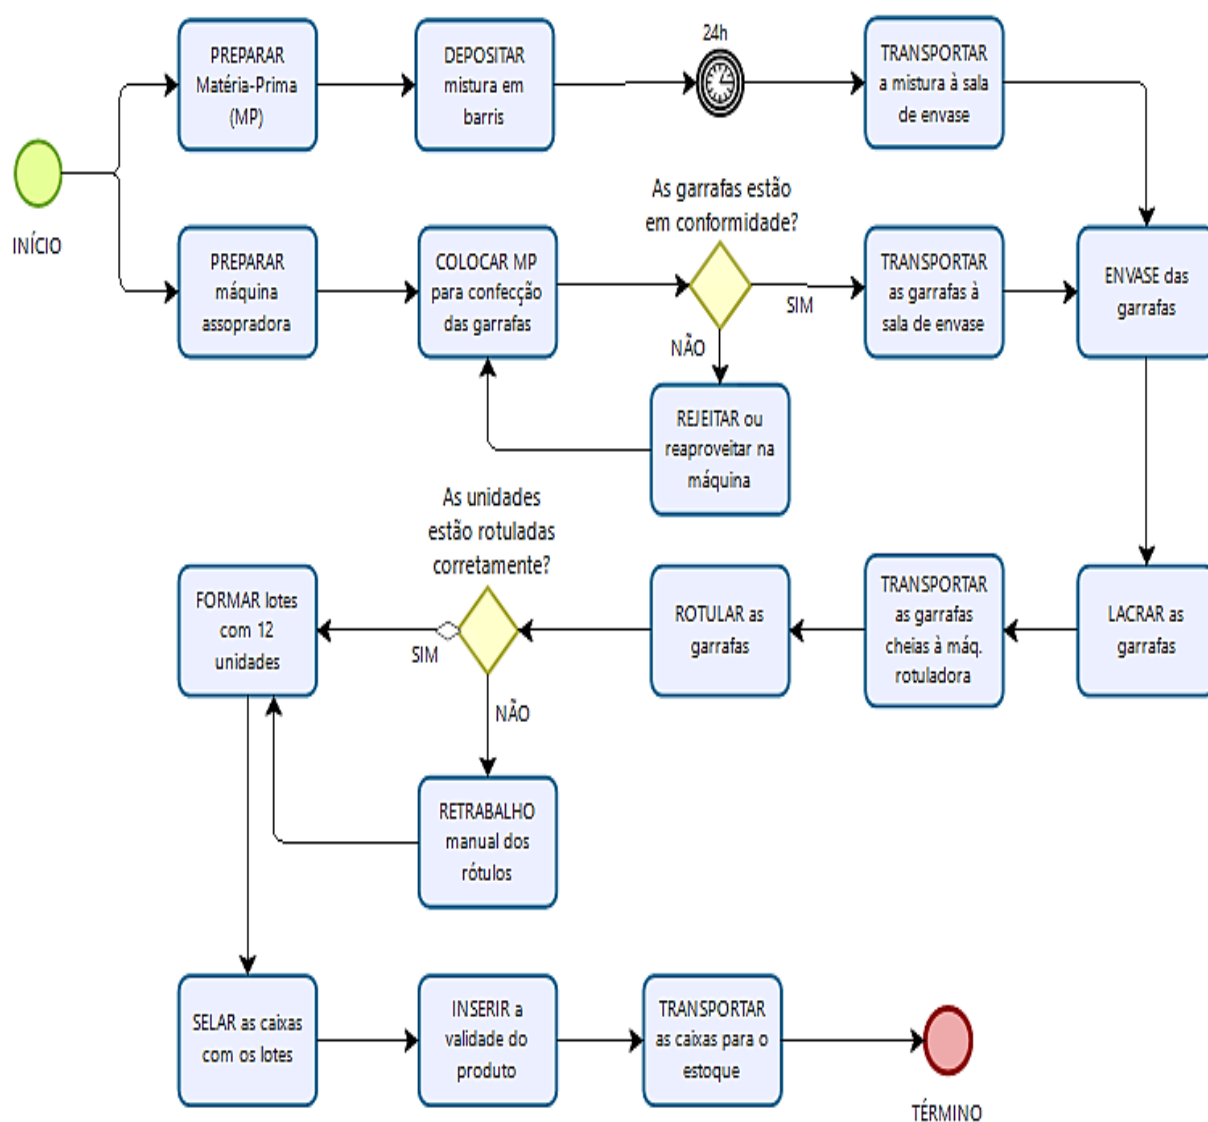 24h
PREPARAR
Matéria-Prima
(MP)
DEPOSITAR
mistura em
barris
TRANSPORTAR
a mistura à sala
de envase
INÍCIO
As garrafas estão
em conformidade?
PREPARAR
máquina
assopradora
COLOCAR MP
para confecção
das garrafas
SIM
NÃO
TRANSPORTAR
as garrafas à
sala de envase
ENVASE das
garrafas
REJEITAR ou
reaproveitar na
máquina
As unidades
estão rotuladas
corretamente?
FORMAR lotes
com 12
unidades
SIM
NÃO
ROTULAR as
garrafas
TRANSPORTAR
as garrafas
cheias à máq.
rotuladora
LACRAR as
garrafas
RETRABALHO
manual dos
rótulos
SELAR as caixas
com os lotes
INSERIR a
validade do
produto
TRANSPORTAR
as caixas para o
estoque
TÉRMINO